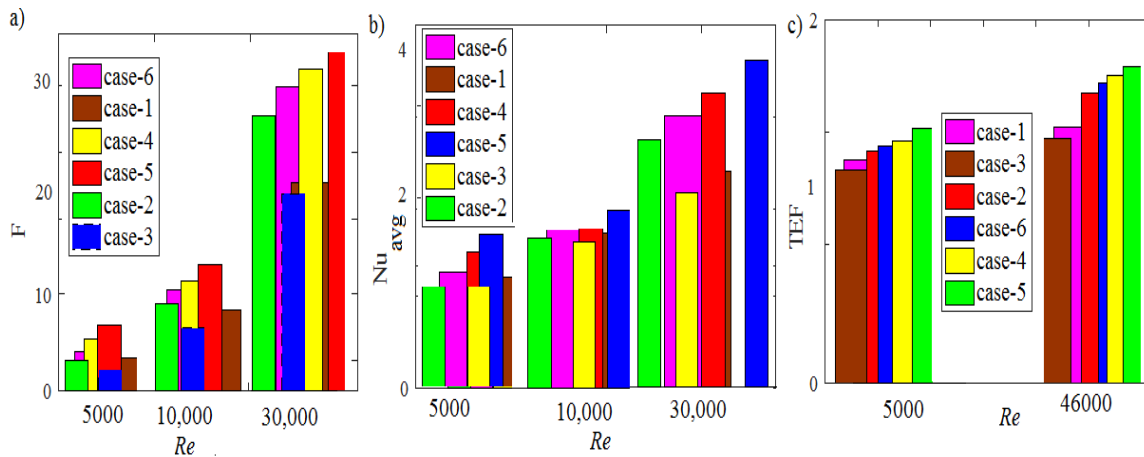 a)
F
30
20
10
0
case-6
case-1
case-4
case-5
case-2
case-3
5000 10,000 30,000
Re
b)
Nu avg
4
2
0
case-6
case-1
case-4
case-5
case-3
case-2
5000 10,000 30,000
Re
c)
TEF
2
1
0
case-1
case-3
case-2
case-6
case-4
case-5
5000 46000
Re